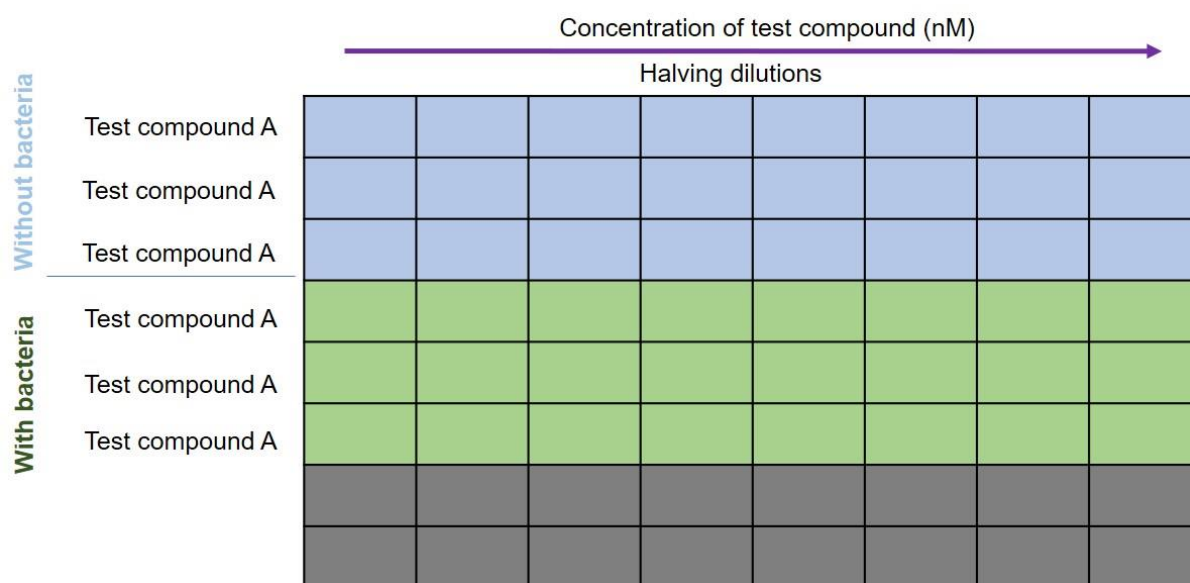 Concentration of test compound (nM)
Halving dilutions
Without bacteria
Test compound A
Test compound A
Test compound A
With bacteria
Test compound A
Test compound A
Test compound A